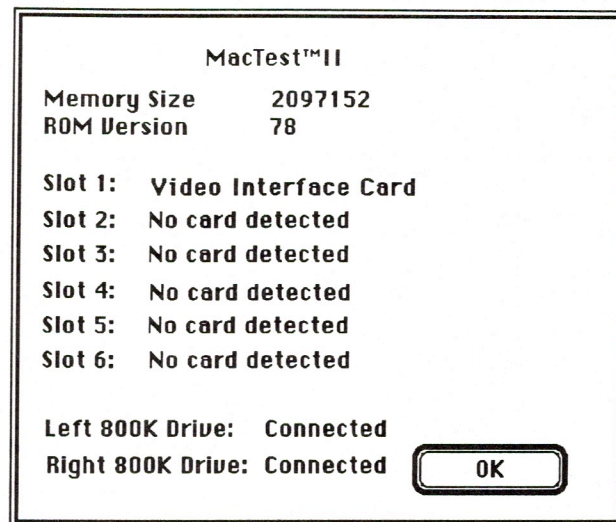 MacTest™II
Memory Size 2097152
ROM Version 78
Slot 1: Video Interface Card
Slot 2: No card detected
Slot 3: No card detected
Slot 4: No card detected
Slot 5: No card detected
Slot 6: No card detected
Left 800K Drive: Connected
Right 800K Drive: Connected
OK